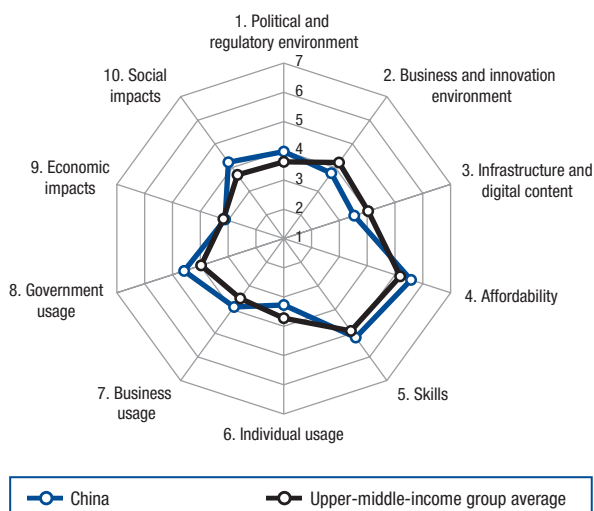 1. Political and
regulatory environment
2. Business and innovation
environment
3. Infrastructure and
digital content
4. Affordability
5. Skills
6. Individual usage
7. Business
usage
8. Government
usage
9. Economic
impacts
10. Social
impacts
7
6
5
4
3
2
1
China
Upper-middle-income group average